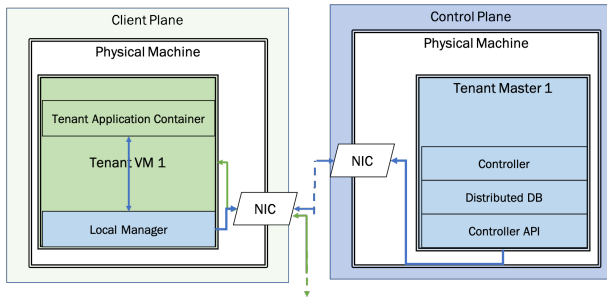 Client Plane
Physical Machine
Tenant Application Container
Tenant VM 1
Local Manager
NIC
Control Plane
Physical Machine
Tenant Master 1
NIC
Controller
Distributed DB
Controller API